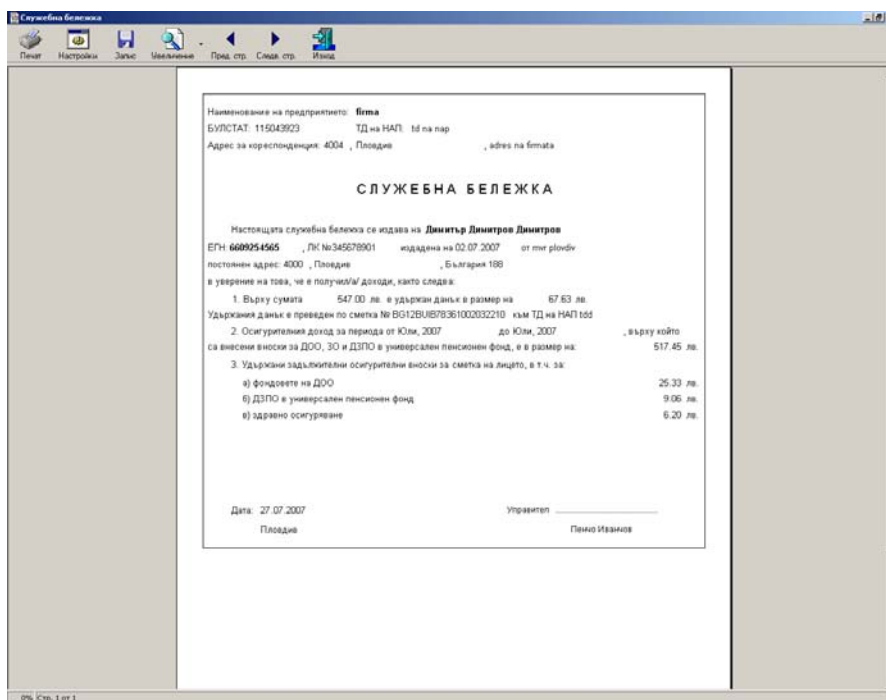 Служебна бележка
Печат Настройки Запис Увеличение Пред. стр. Следв. стр. Изход
Наименование на предприятието: firma
БУЛСТАТ: 115043923 ТД на НАП: td na nap
Адрес за кореспонденция: 4004 , Пловдив , adres na firmata
СЛУЖЕБНА БЕЛЕЖКА
Настоящата служебна бележка се издава на Димитър Димитров Димитров
ЕГН: 6609254565 , ЛК №345678901 издадена на 02.07.2007 от mvr plovdiv
постоянен адрес: 4000 , Пловдив , България 188
в уверение на това, че е получил/а/ доходи, както следва:
1. Върху сумата 547.00 лв. е удържан данък в размер на 67.63 лв.
Удържания данък е преведен по сметка № BG12BUIB78361002032210 към ТД на НАП tdd
2. Осигурителния доход за периода от Юли, 2007 до Юли, 2007 , върху който
са внесени вноски за ДОО, ЗО и ДЗПО в универсален пенсионен фонд, е в размер на: 517.45 лв.
3. Удържани задължителни осигурителни вноски за сметка на лицето, в т.ч. за:
а) фондовете на ДОО 25.33 лв.
б) ДЗПО в универсален пенсионен фонд 9.06 лв.
в) здравно осигуряване 6.20 лв.
Дата: 27.07.2007 Управител
Пловдив Пенчо Иванчов
0% Стр. 1 от 1